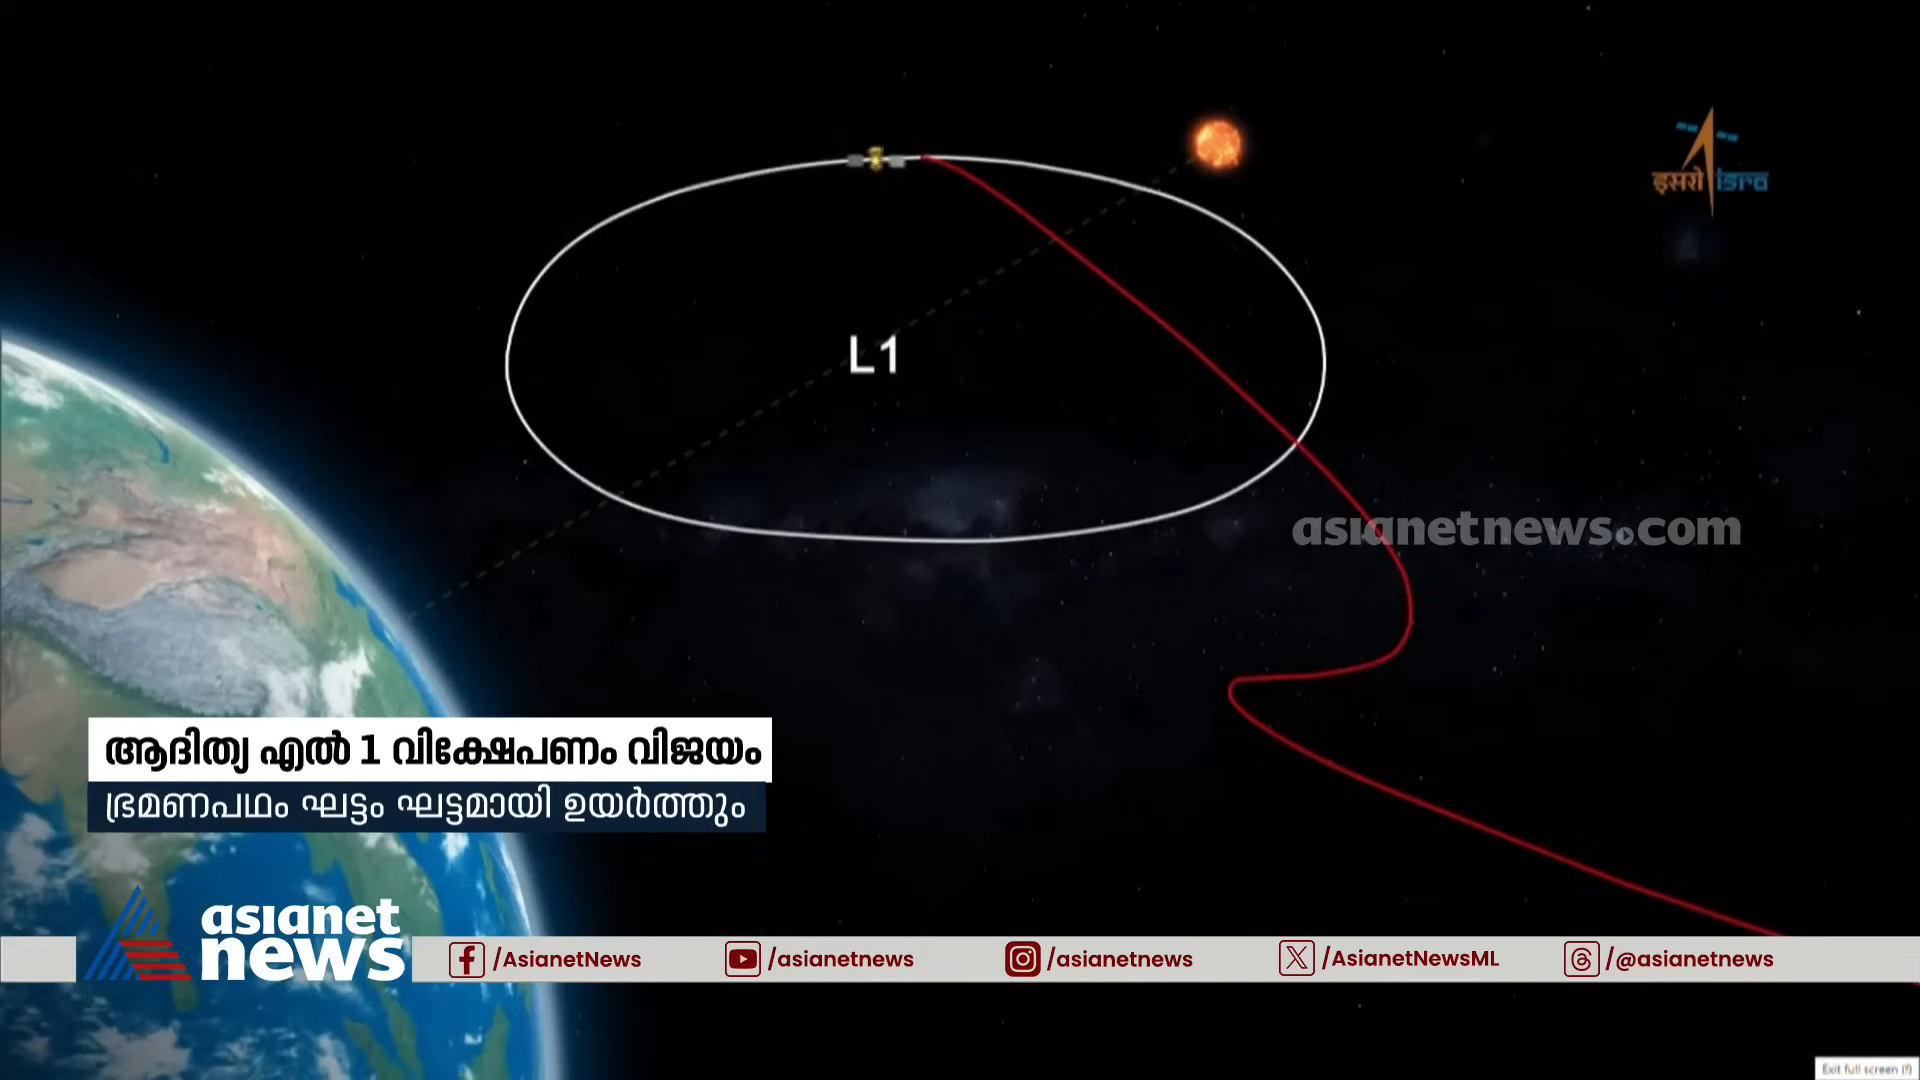 इसरो isro
L1
asianetnews.com
ആദിത്യ എൽ 1 വിക്ഷേപണം വിജയം
ഭ്രമണപഥം ഘട്ടം ഘട്ടമായി ഉയർത്തും
asianet
news
/AsianetNews /asianetnews /asianetnews /AsianetNewsML /@asianetnews
Exit full screen (f)